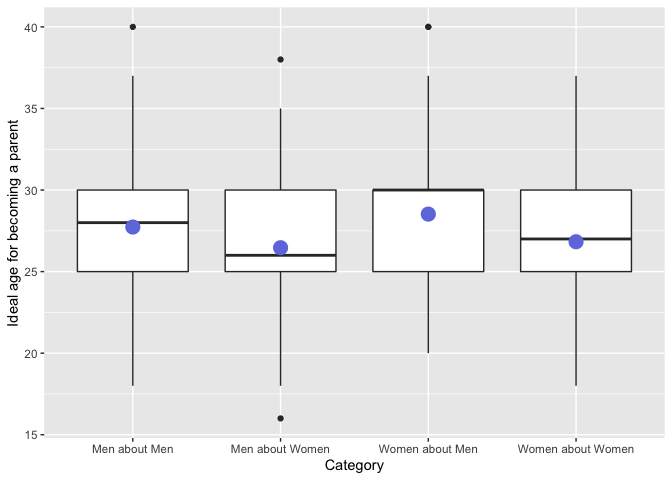 Ideal age for becoming a parent
40
35
30
25
20
15
Men about Men
Men about Women
Women about Men
Women about Women
Category